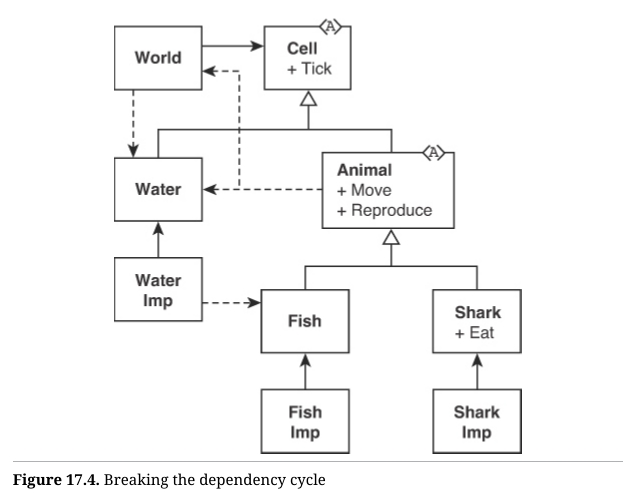 World
<A>
Cell
+ Tick
Water
<A>
Animal
+ Move
+ Reproduce
Water
Imp
Fish
Shark
+ Eat
Fish
Imp
Shark
Imp
Figure 17.4. Breaking the dependency cycle